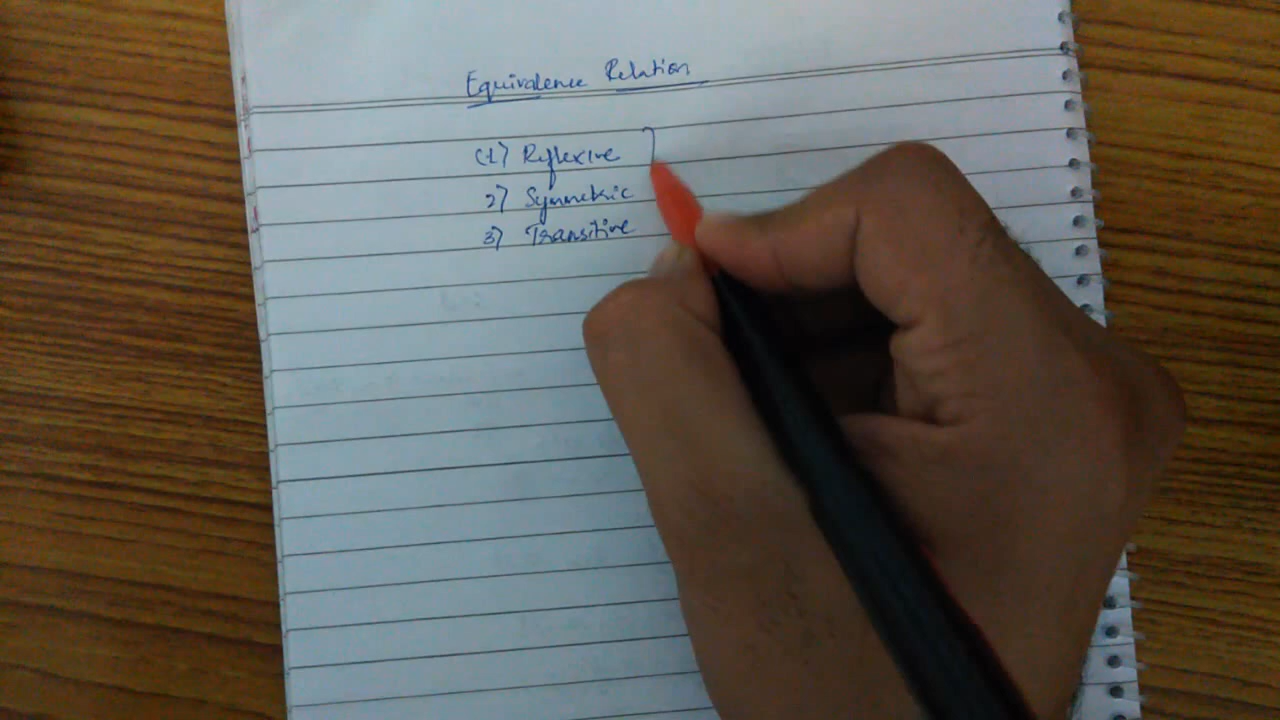 Equivalence Relation
(1) Reflexive
2) Symmetric
3) Transitive